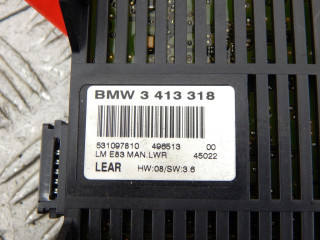 BMW 3 413 318
531097810 496513 00
LM E83 MAN.LWR 45022
LEAR HW:08/SW:3.6